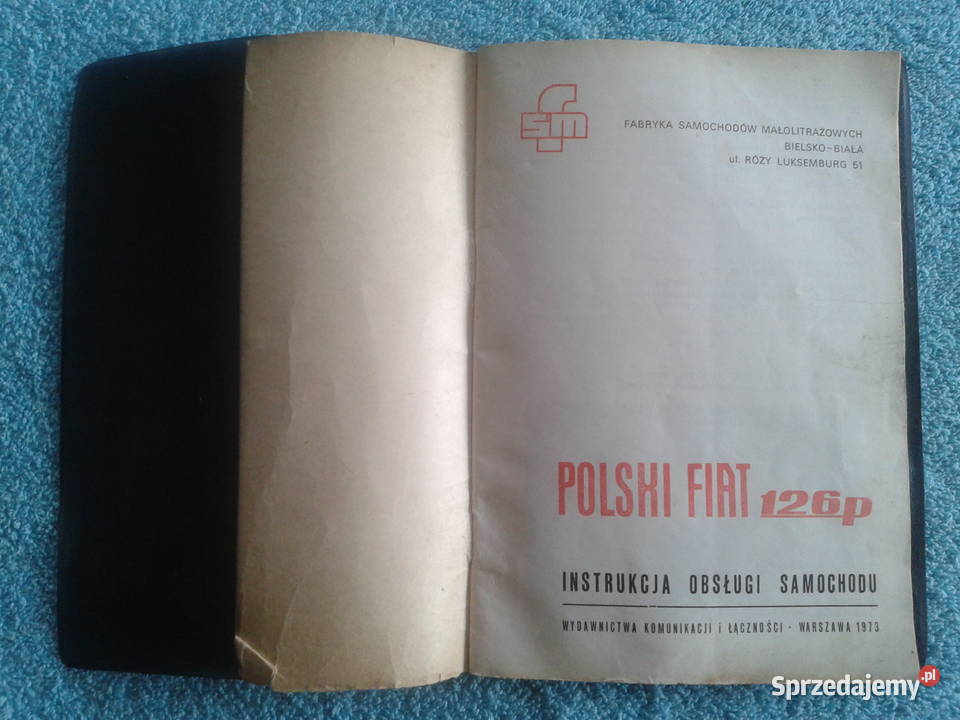 fsm
FABRYKA SAMOCHODÓW MAŁOLITRAŻOWYCH
BIELSKO-BIAŁA
ul. RÓŻY LUKSEMBURG 51
POLSKI FIAT 126p
INSTRUKCJA OBSŁUGI SAMOCHODU
WYDAWNICTWA KOMUNIKACJI i ŁĄCZNOŚCI · WARSZAWA 1973
Sprzedajemy.pl